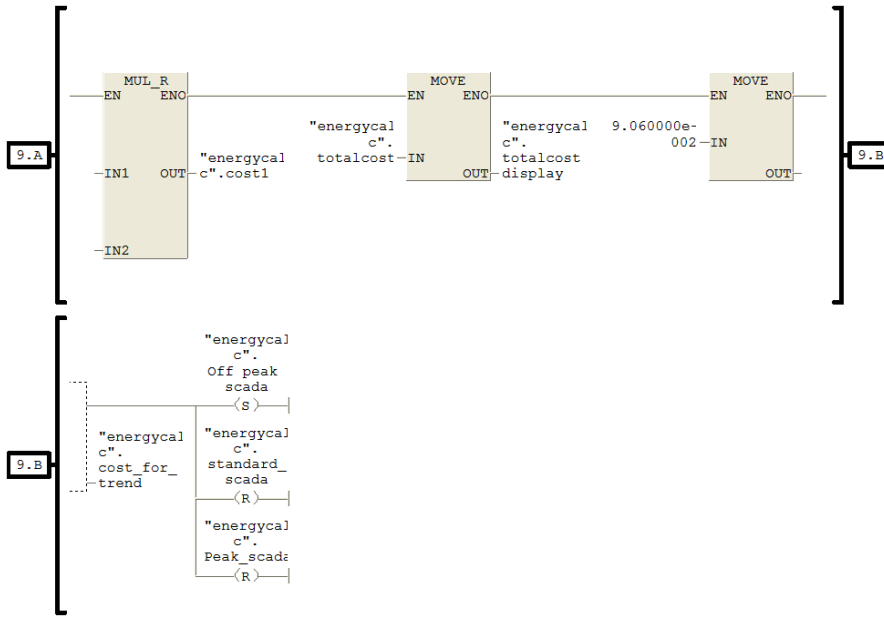 MUL_R
EN ENO
MOVE
EN ENO
MOVE
EN ENO
"energycal
c".
totalcost
IN
"energycal
c".
totalcost
display
OUT
9.060000e-
002
IN
OUT
9.A
IN1 OUT
"energycal
c".cost1
IN2
9.B
"energycal
c".
Off peak
scada
(S)
"energycal
c".
cost_for_
trend
"energycal
c".
standard_
scada
(R)
9.B
"energycal
c".
Peak_scada
(R)